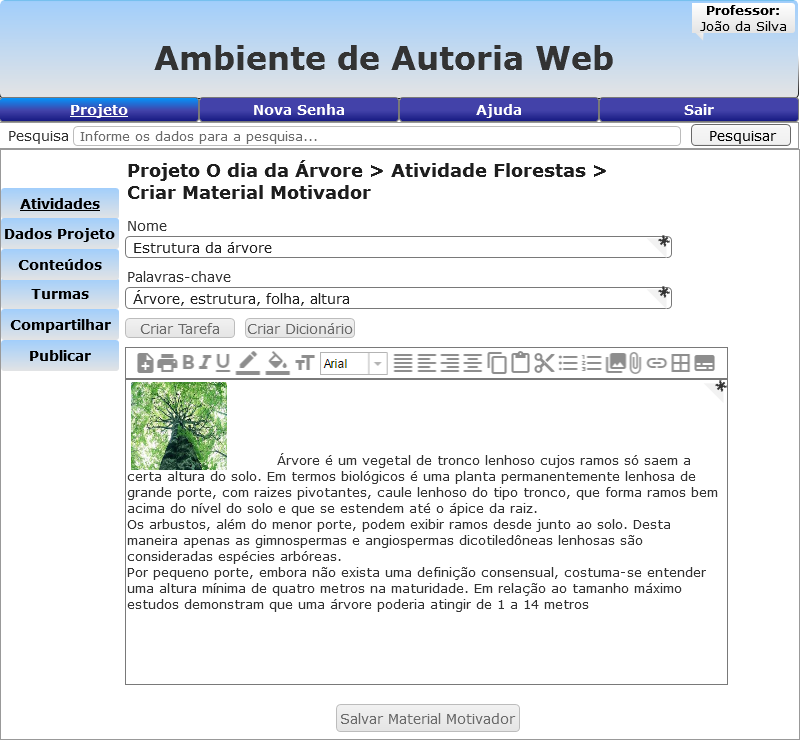 Professor:
João da Silva
Ambiente de Autoria Web
Projeto Nova Senha Ajuda Sair
Pesquisa Informe os dados para a pesquisa... Pesquisar
Projeto O dia da Árvore > Atividade Florestas >
Criar Material Motivador
Atividades
Dados Projeto
Conteúdos
Turmas
Compartilhar
Publicar
Nome
Estrutura da árvore *
Palavras-chave
Árvore, estrutura, folha, altura *
Criar Tarefa Criar Dicionário
B I U TT Arial
*
Árvore é um vegetal de tronco lenhoso cujos ramos só saem a
certa altura do solo. Em termos biológicos é uma planta permanentemente lenhosa de
grande porte, com raizes pivotantes, caule lenhoso do tipo tronco, que forma ramos bem
acima do nível do solo e que se estendem até o ápice da raiz.
Os arbustos, além do menor porte, podem exibir ramos desde junto ao solo. Desta
maneira apenas as gimnospermas e angiospermas dicotiledôneas lenhosas são
consideradas espécies arbóreas.
Por pequeno porte, embora não exista uma definição consensual, costuma-se entender
uma altura mínima de quatro metros na maturidade. Em relação ao tamanho máximo
estudos demonstram que uma árvore poderia atingir de 1 a 14 metros
Salvar Material Motivador